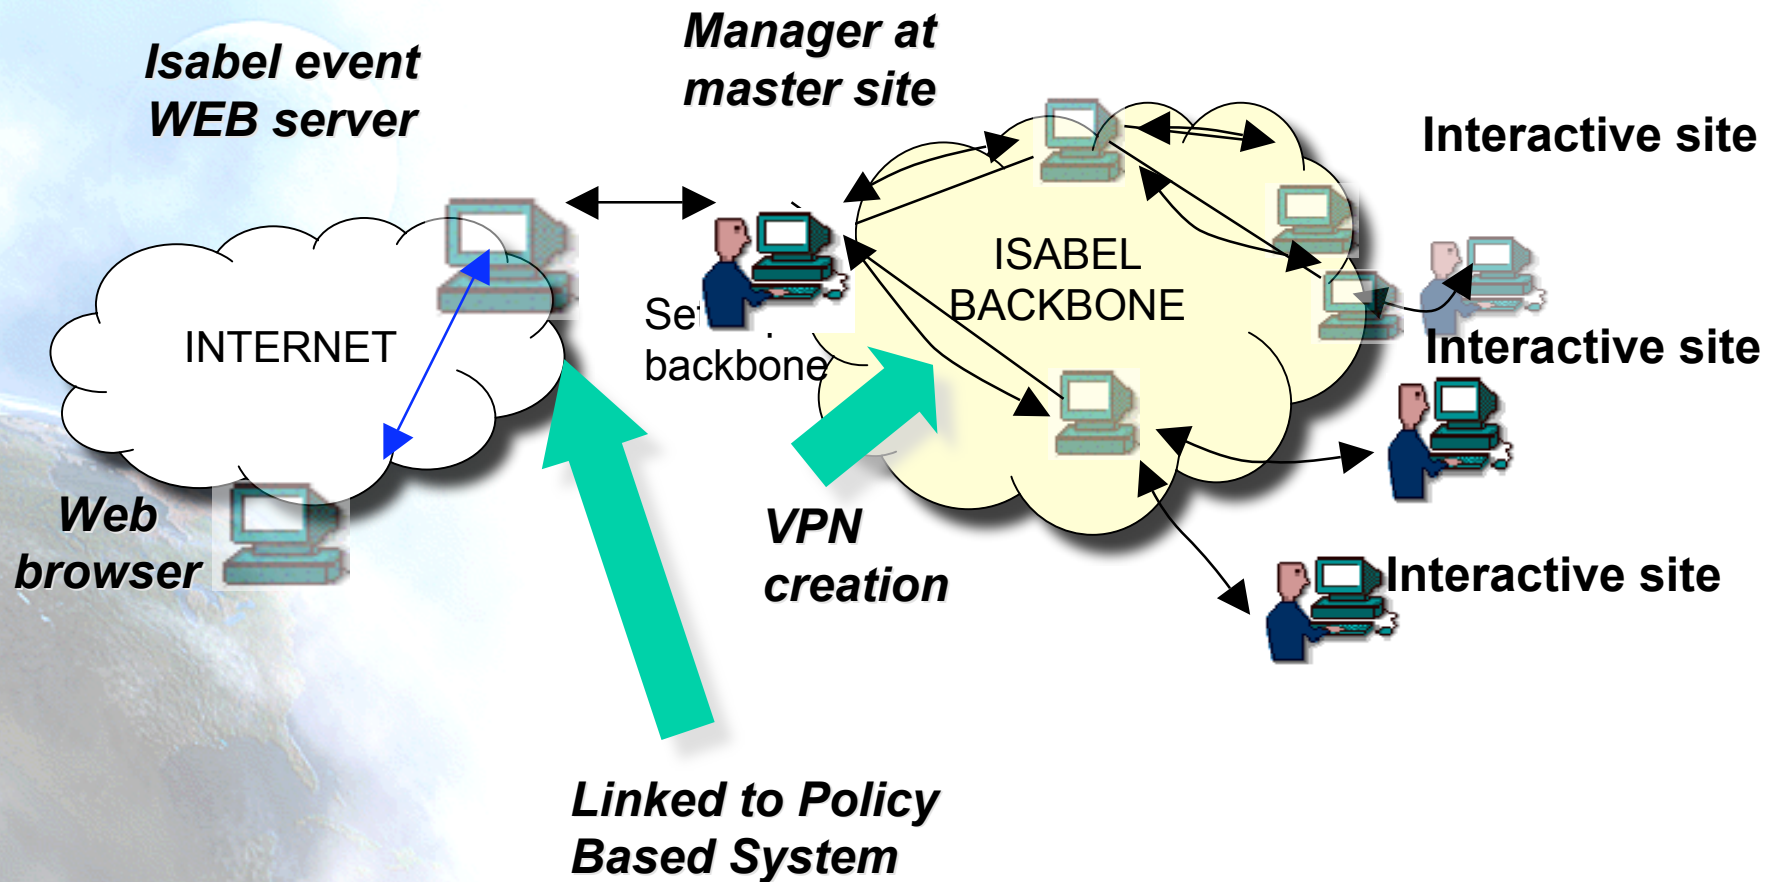 Isabel event
WEB server
Manager at
master site
Interactive site
ISABEL
BACKBONE
INTERNET
backbone
Interactive site
Web
browser
VPN
creation
Interactive site
Linked to Policy
Based System